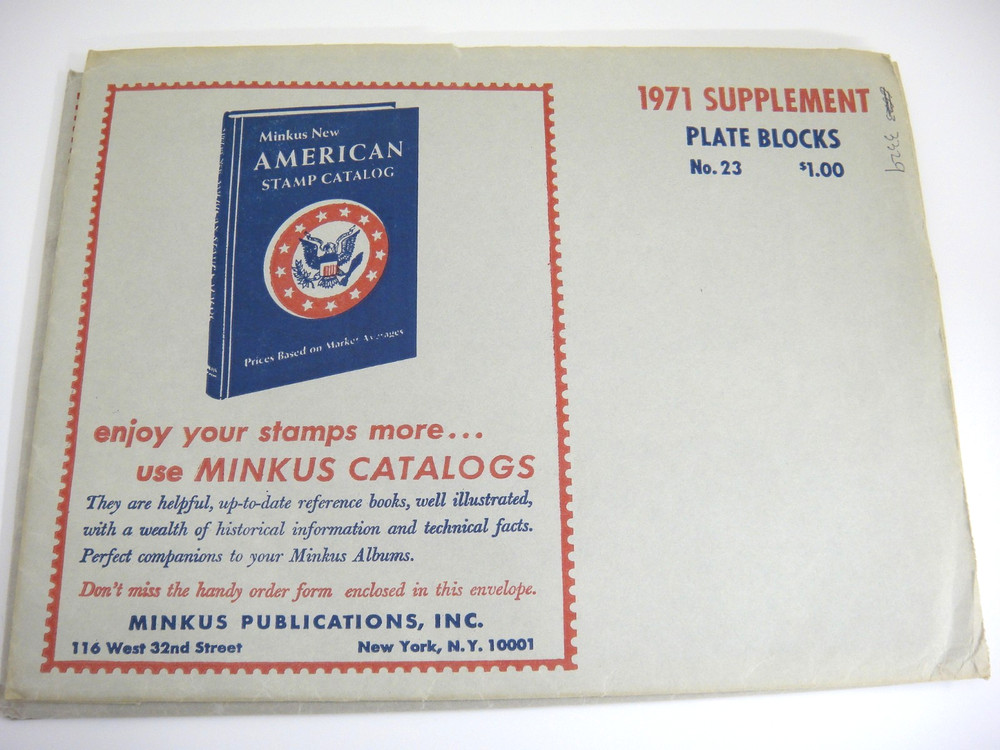 1971 SUPPLEMENT
PLATE BLOCKS
No. 23 $1.00
Minkus New
AMERICAN
STAMP CATALOG
Prices Based on Market Averages
enjoy your stamps more...
use MINKUS CATALOGS
They are helpful, up-to-date reference books, well illustrated,
with a wealth of historical information and technical facts.
Perfect companions to your Minkus Albums.
Don't miss the handy order form enclosed in this envelope.
MINKUS PUBLICATIONS, INC.
116 West 32nd Street New York, N.Y. 10001